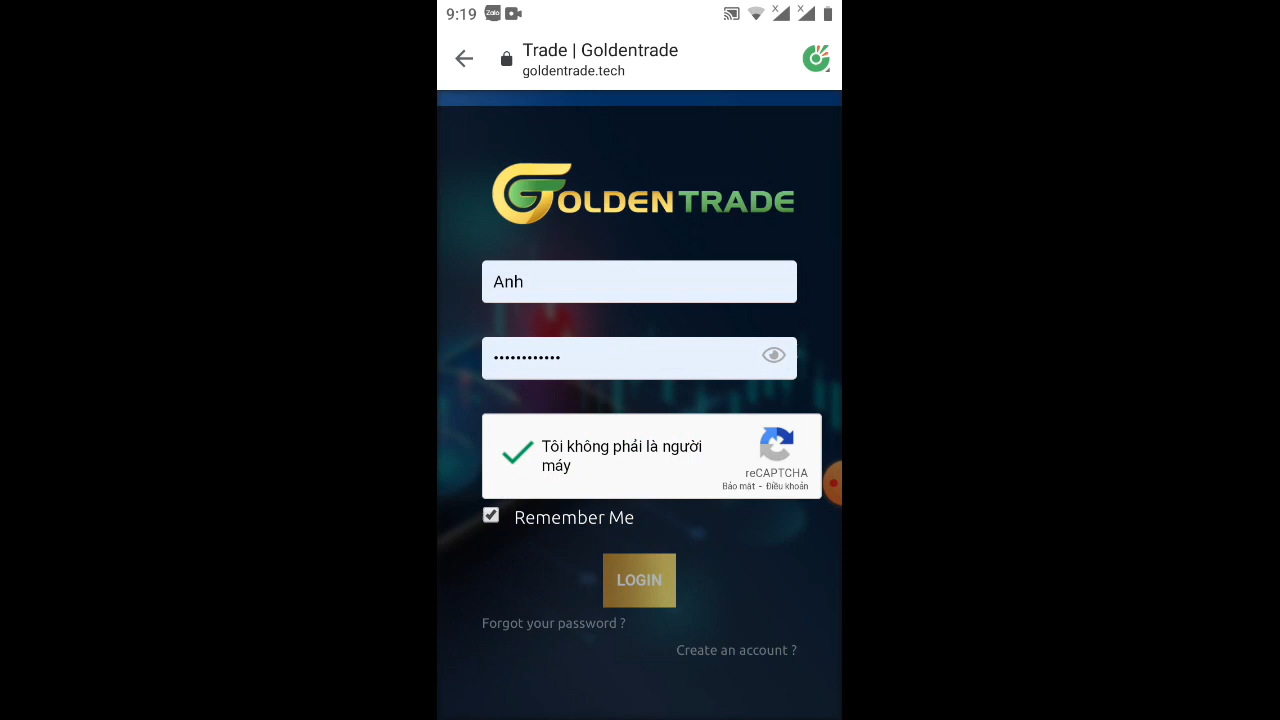 9:19
Zalo
Trade | Goldentrade
goldentrade.tech
GOLDENTRADE
Anh
••••••••••••
Tôi không phải là người
máy
reCAPTCHA
Bảo mật - Điều khoản
Remember Me
LOGIN
Forgot your password ?
Create an account ?